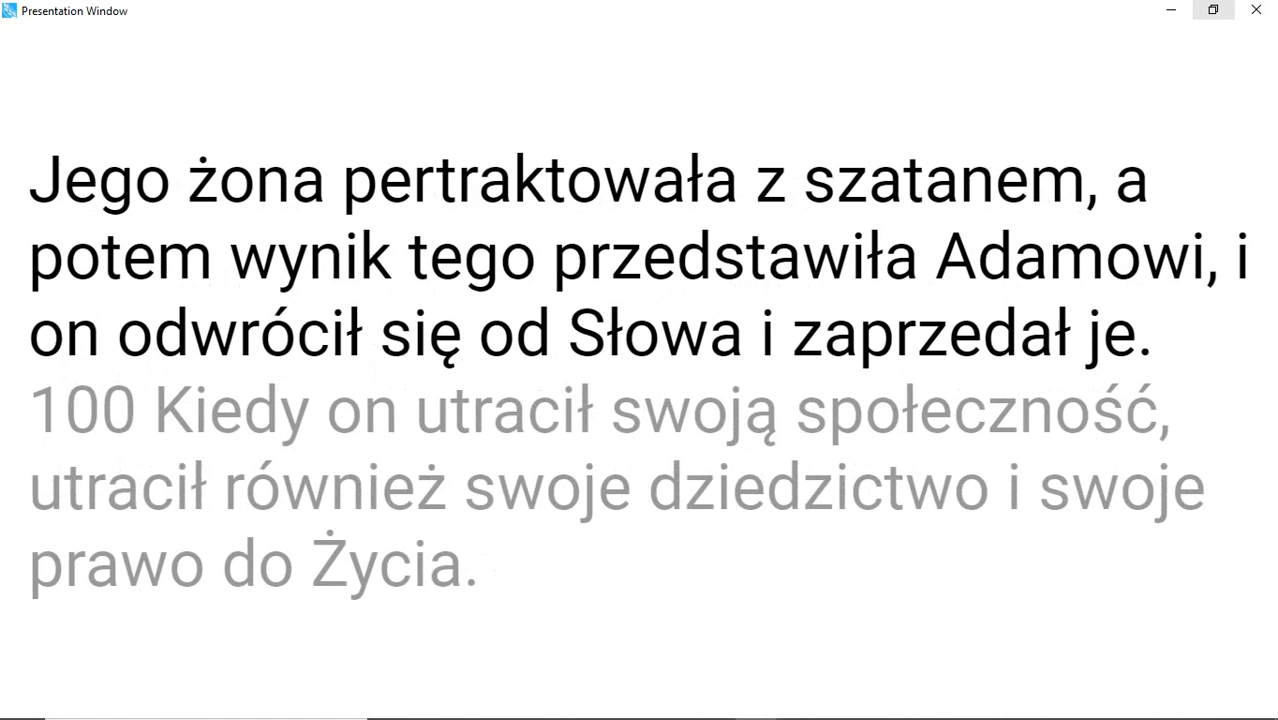 Presentation Window
Jego żona pertraktowała z szatanem, a
potem wynik tego przedstawiła Adamowi, i
on odwrócił się od Słowa i zaprzedał je.
100 Kiedy on utracił swoją społeczność,
utracił również swoje dziedzictwo i swoje
prawo do Życia.